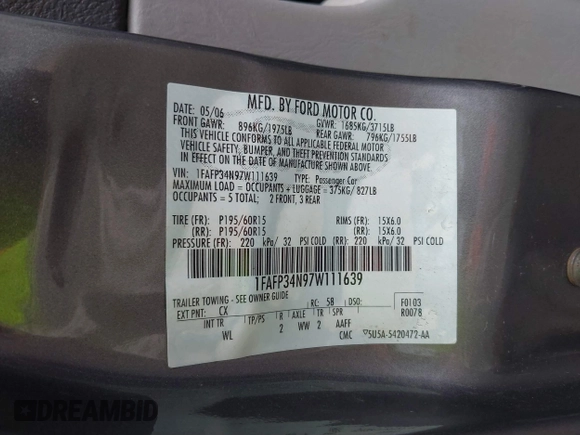 MFD. BY FORD MOTOR CO.
DATE: 05/06 GVWR: 1685KG/3715LB
FRONT GAWR: 896KG/1975LB REAR GAWR: 796KG/1755LB
THIS VEHICLE CONFORMS TO ALL APPLICABLE FEDERAL MOTOR
VEHICLE SAFETY, BUMPER, AND THEFT PREVENTION STANDARDS
IN EFFECT ON THE DATE OF MANUFACTURE SHOWN ABOVE.
VIN: 1FAFP34N97W111639 TYPE: Passenger Car
MAXIMUM LOAD = OCCUPANTS + LUGGAGE = 375KG/ 827LB
OCCUPANTS = 5 TOTAL; 2 FRONT, 3 REAR
TIRE (FR): P195/60R15 RIMS (FR): 15X6.0
(RR): P195/60R15 (RR): 15X6.0
PRESSURE (FR): 220 kPa/ 32 PSI COLD (RR): 220 kPa/ 32 PSI COLD
1FAFP34N97W111639
TRAILER TOWING - SEE OWNER GUIDE
EXT PNT: CX RC: 58 DSO: F0103
INT TR TP/PS R AXLE TR SPR R0078
WL 2 WW 2 AAFF
CMC 5U5A-5420472-AA
DREAMBID